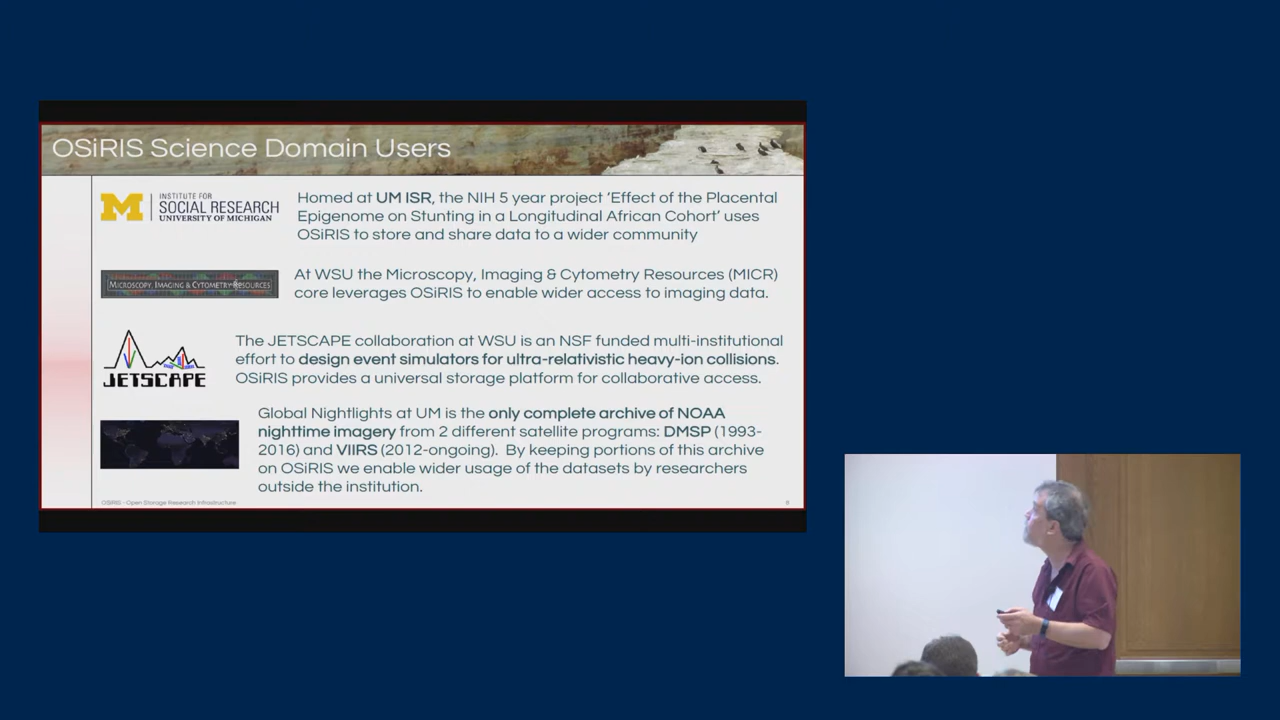 OSiRIS Science Domain Users
M
INSTITUTE FOR
SOCIAL RESEARCH
UNIVERSITY OF MICHIGAN
Homed at UM ISR, the NIH 5 year project 'Effect of the Placental
Epigenome on Stunting in a Longitudinal African Cohort' uses
OSiRIS to store and share data to a wider community
MICROSCOPY, IMAGING & CYTOMETRY RESOURCES
At WSU the Microscopy, Imaging & Cytometry Resources (MICR)
core leverages OSiRIS to enable wider access to imaging data.
JETSCAPE
The JETSCAPE collaboration at WSU is an NSF funded multi-institutional
effort to design event simulators for ultra-relativistic heavy-ion collisions.
OSiRIS provides a universal storage platform for collaborative access.
Global Nightlights at UM is the only complete archive of NOAA
nighttime imagery from 2 different satellite programs: DMSP (1993-
2016) and VIIRS (2012-ongoing). By keeping portions of this archive
on OSiRIS we enable wider usage of the datasets by researchers
outside the institution.
OSiRIS - Open Storage Research Infrastructure